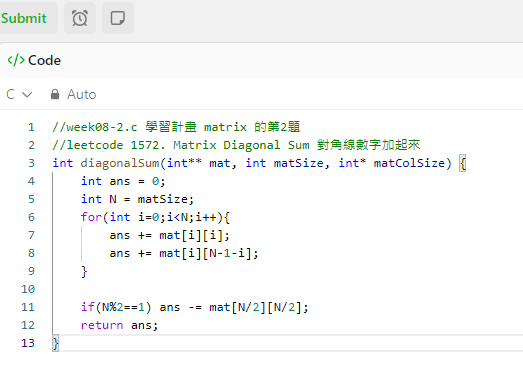 Submit
</> Code
C Auto
1 //week08-2.c 學習計畫 matrix 的第2題
2 //leetcode 1572. Matrix Diagonal Sum 對角線數字加起來
3 int diagonalSum(int** mat, int matSize, int* matColSize) {
4     int ans = 0;
5     int N = matSize;
6     for(int i=0;i<N;i++){
7         ans += mat[i][i];
8         ans += mat[i][N-1-i];
9     }
10
11     if(N%2==1) ans -= mat[N/2][N/2];
12     return ans;
13 }